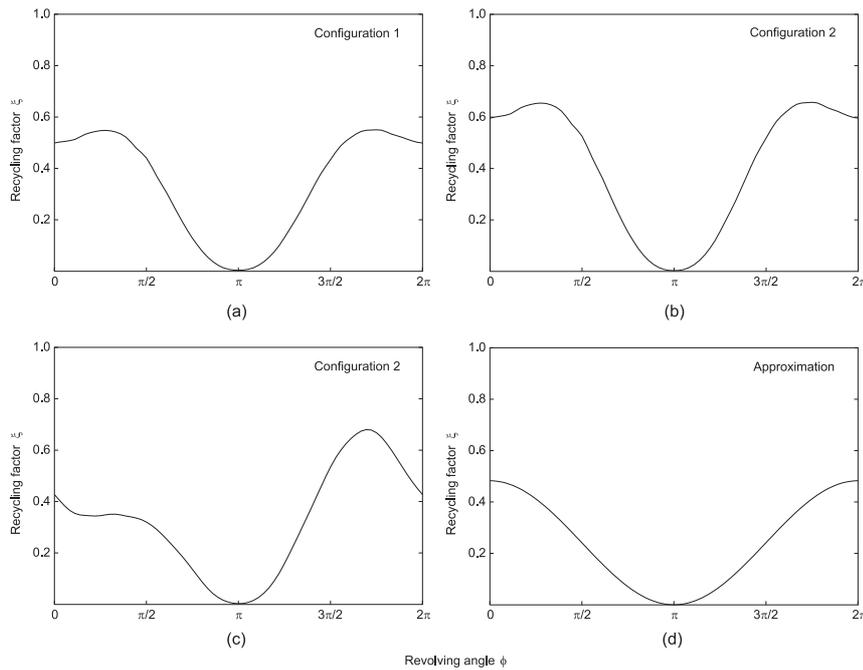 Configuration 1
Recycling factor ξ
1.0
0.8
0.6
0.4
0.2
0 π/2 π 3π/2 2π
(a)
Configuration 2
Recycling factor ξ
1.0
0.8
0.6
0.4
0.2
0 π/2 π 3π/2 2π
(b)
Configuration 2
Recycling factor ξ
1.0
0.8
0.6
0.4
0.2
0 π/2 π 3π/2 2π
(c)
Approximation
Recycling factor ξ
1.0
0.8
0.6
0.4
0.2
0 π/2 π 3π/2 2π
(d)
Revolving angle ϕ